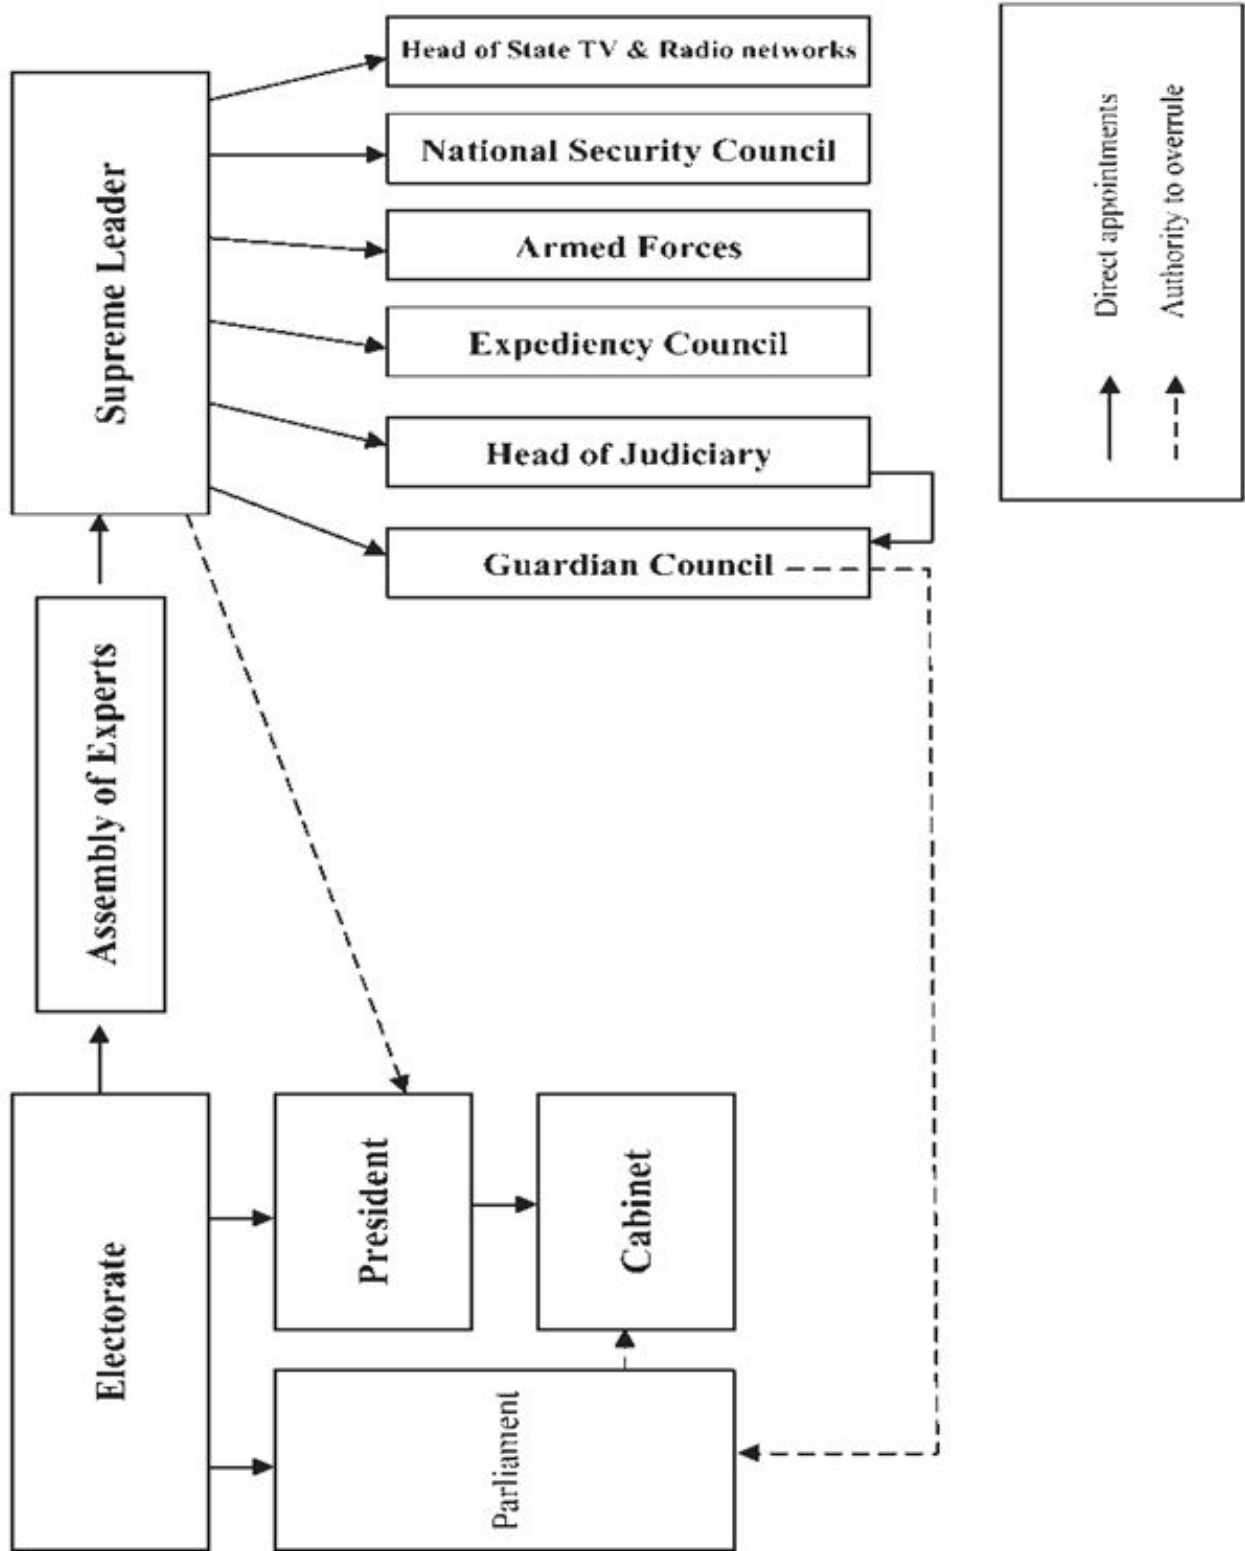 Head of State TV & Radio networks
National Security Council
Armed Forces
Expediency Council
Head of Judiciary
Guardian Council
Supreme Leader
Assembly of Experts
Electorate
President
Cabinet
Parliament
Direct appointments
Authority to overrule